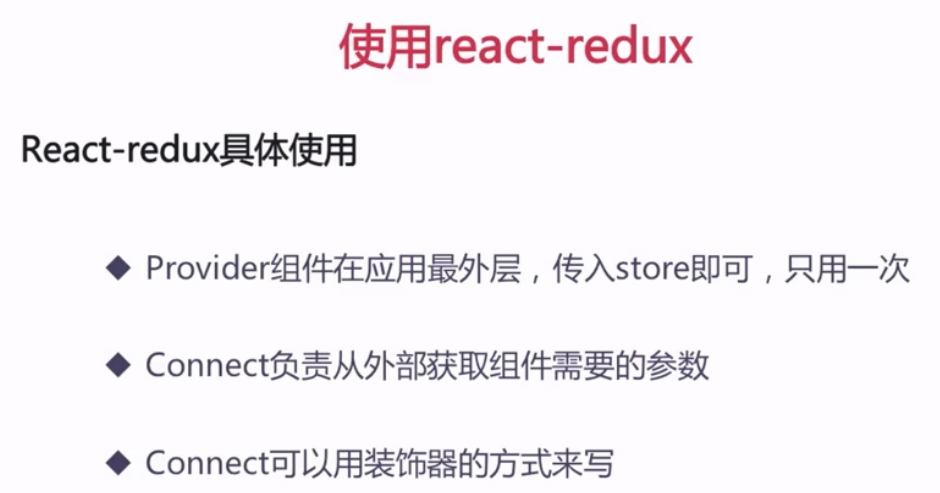 使用react-redux
React-redux具体使用
◆ Provider组件在应用最外层，传入store即可，只用一次
◆ Connect负责从外部获取组件需要的参数
◆ Connect可以用装饰器的方式来写